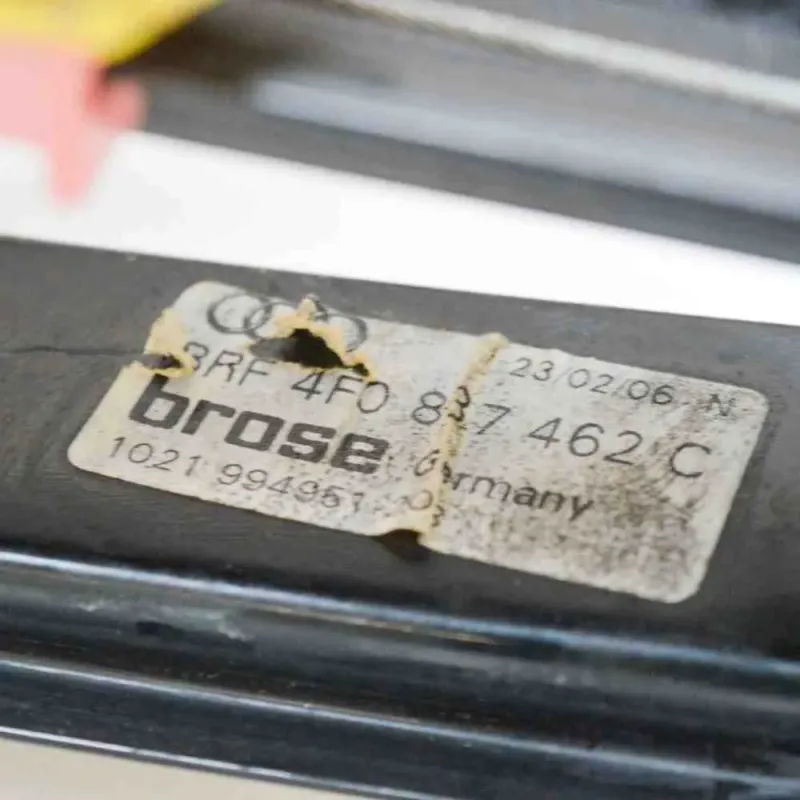 23/02/06 N
BRF 4F0 837 462 C
brose Germany
1021 994951